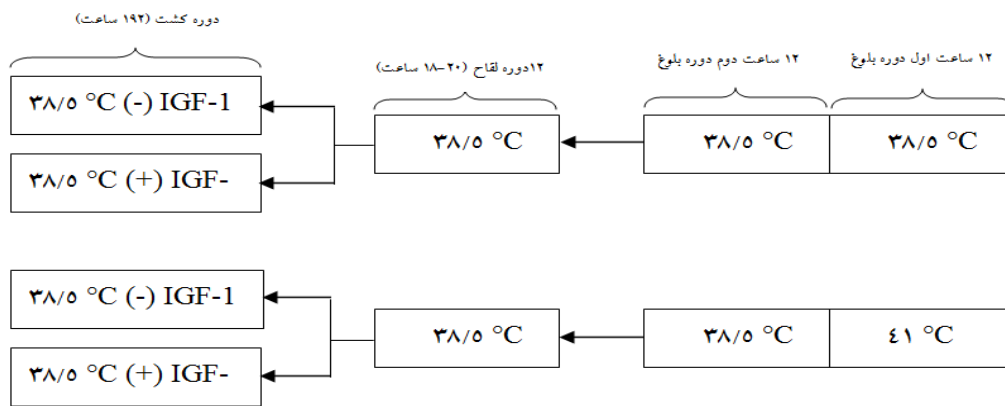 ۱۲ ساعت اول دوره بلوغ
۱۲ ساعت دوم دوره بلوغ
۱۲دوره لقاح (۲۰-۱۸ ساعت)
دوره کشت (۱۹۲ ساعت)
۳۸/۵ °C
۳۸/۵ °C
۳۸/۵ °C
۳۸/۵ °C (-) IGF-1
۳۸/۵ °C (+) IGF-
٤١ °C
۳۸/۵ °C
۳۸/۵ °C
۳۸/۵ °C (-) IGF-1
۳۸/۵ °C (+) IGF-